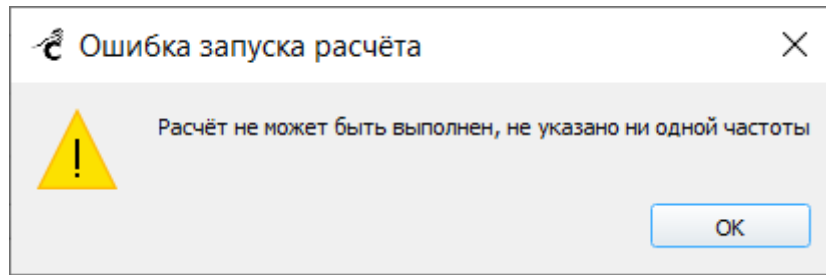 Ошибка запуска расчёта
Расчёт не может быть выполнен, не указано ни одной частоты
OK